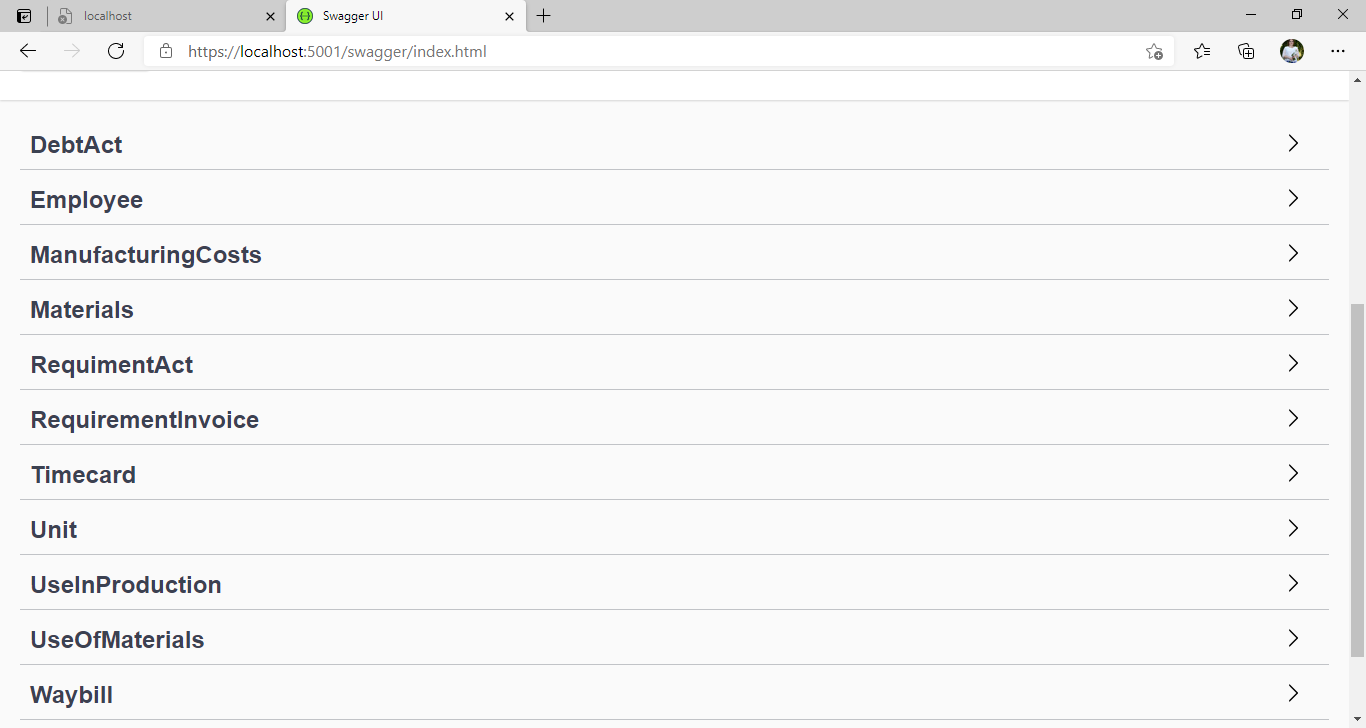 localhost
Swagger UI
https://localhost:5001/swagger/index.html
DebtAct
Employee
ManufacturingCosts
Materials
RequimentAct
RequirementInvoice
Timecard
Unit
UseInProduction
UseOfMaterials
Waybill